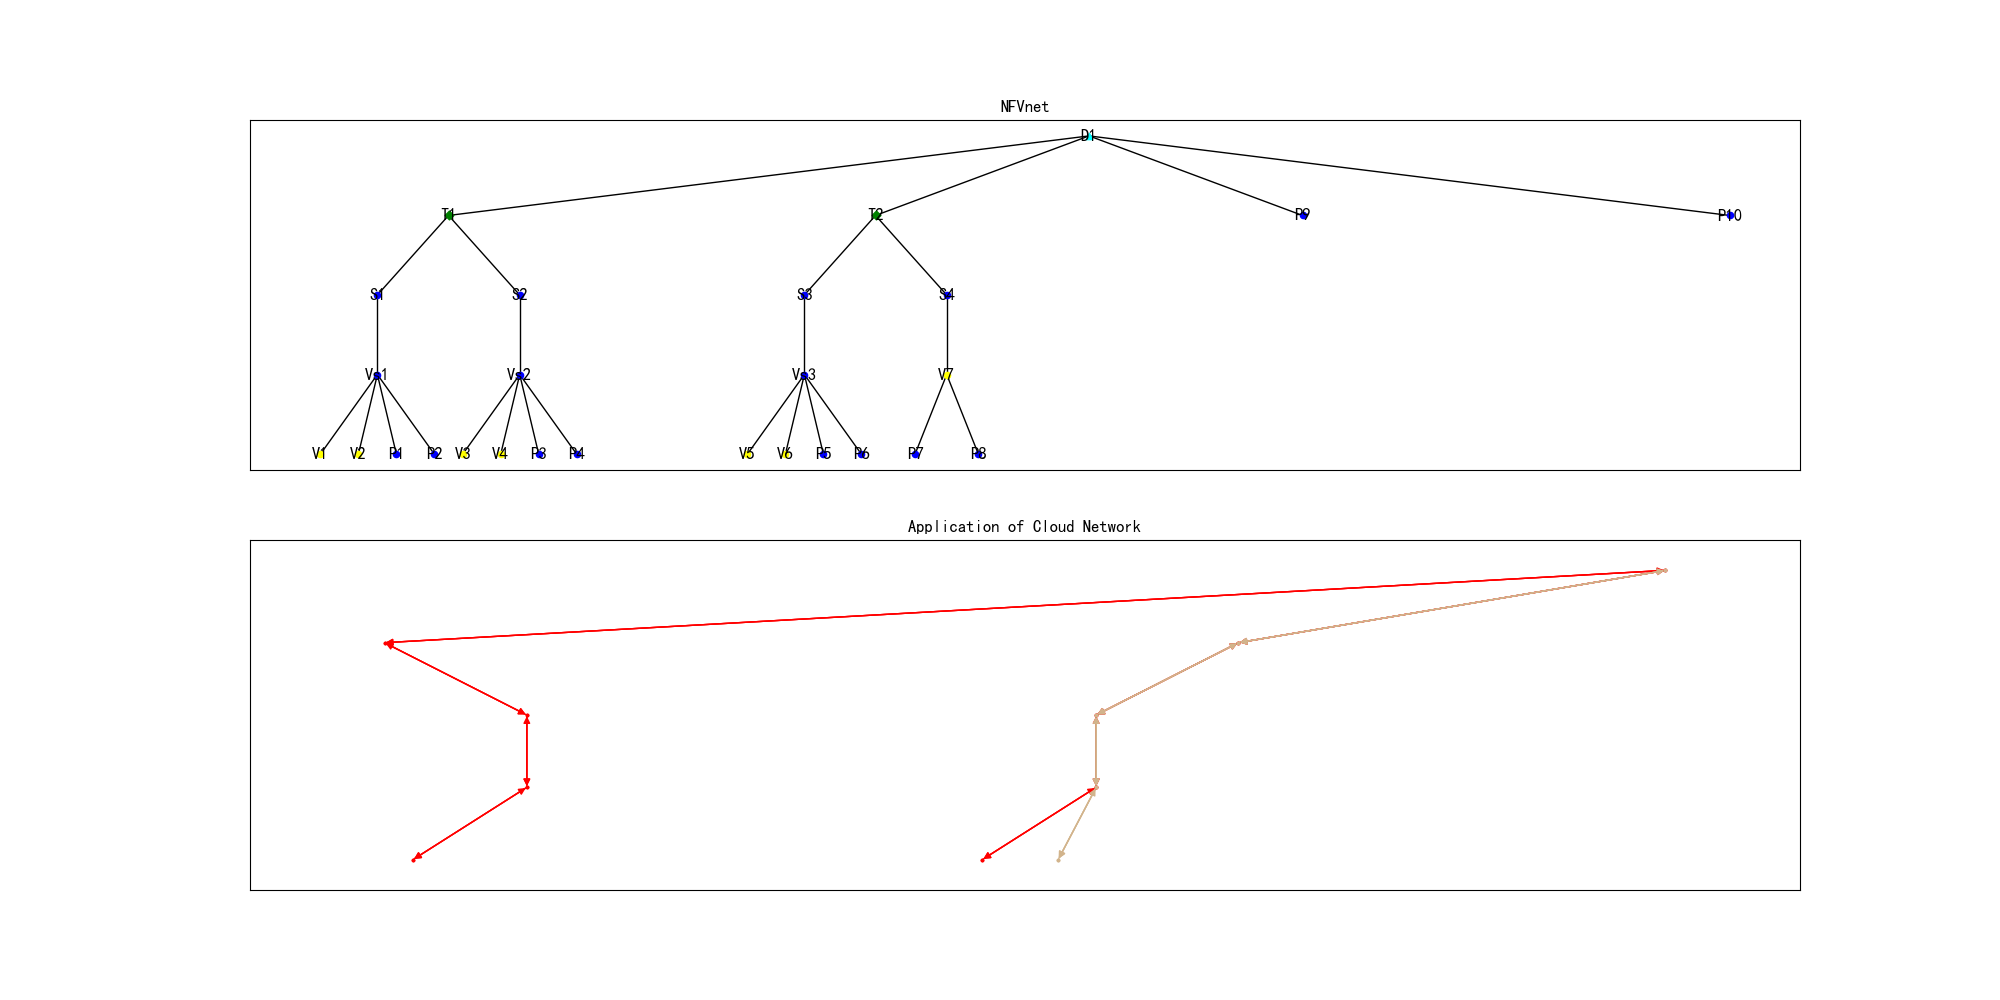 NFVnet
D1
T1 T2 P9 P10
S1 S2 S3 S4
Vs1 Vs2 Vs3 V7
V1 V2 P1 P2 V3 V4 P3 P4 V5 V6 P5 P6 P7 P8
Application of Cloud Network